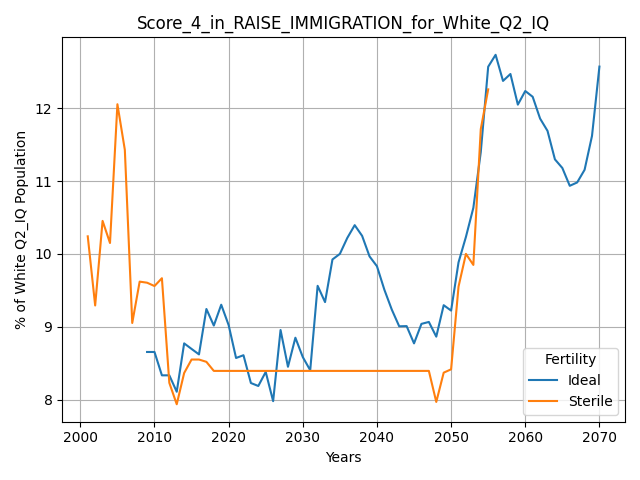 Score_4_in_RAISE_IMMIGRATION_for_White_Q2_IQ
% of White Q2_IQ Population
12
11
10
9
8
2000 2010 2020 2030 2040 2050 2060 2070
Years
Fertility
Ideal
Sterile